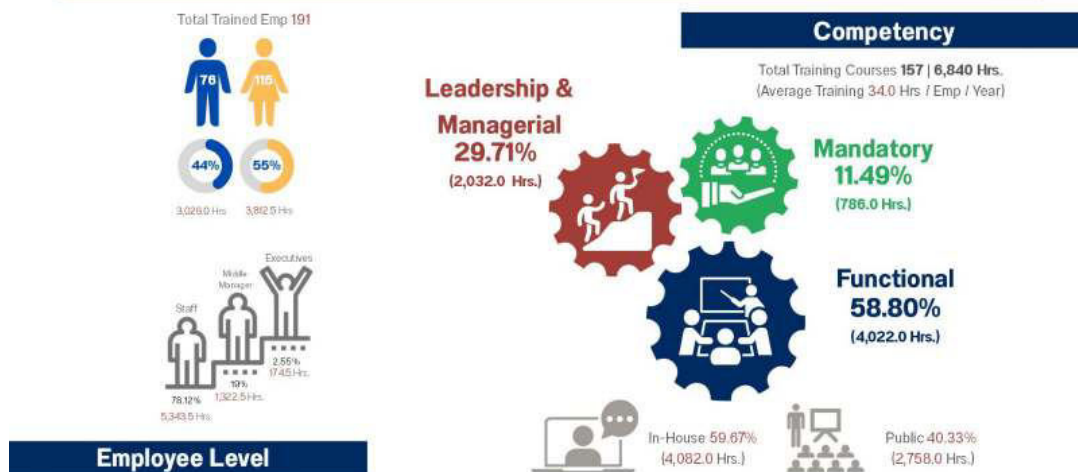 Total Trained Emp 191
76
115
44%
55%
3,028.0 Hrs
3,812.5 Hrs
Executives
Middle
Manager
Staff
2.55%
174.5 Hrs.
19%
1,322.5 Hrs.
78.12%
5,343.5 Hrs.
Employee Level
Competency
Total Training Courses 157 | 6,840 Hrs.
(Average Training 34.0 Hrs / Emp / Year)
Leadership &
Managerial
29.71%
(2,032.0 Hrs.)
Mandatory
11.49%
(786.0 Hrs.)
Functional
58.80%
(4,022.0 Hrs.)
In-House 59.67%
(4,082.0 Hrs.)
Public 40.33%
(2,758.0 Hrs.)